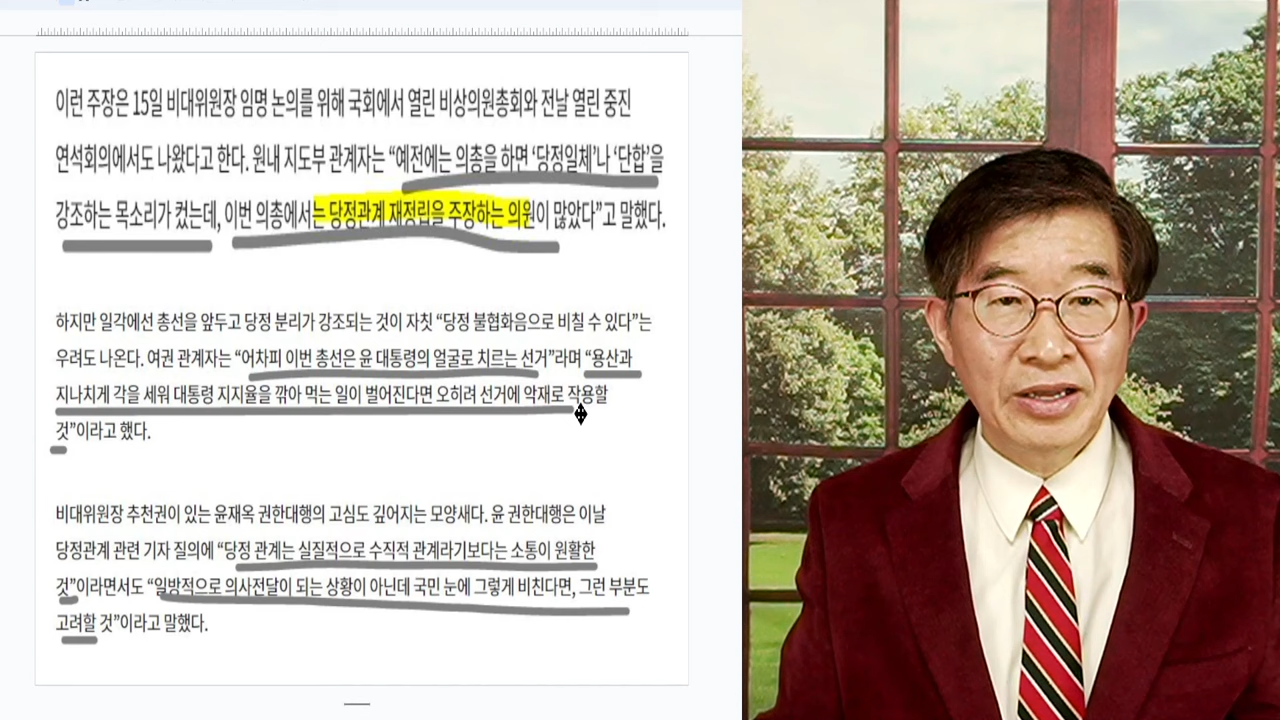 이런 주장은 15일 비대위원장 임명 논의를 위해 국회에서 열린 비상의원총회와 전날 열린 중진
연석회의에서도 나왔다고 한다. 원내 지도부 관계자는 “예전에는 의총을 하면 ‘당정일체’나 ‘단합’을
강조하는 목소리가 컸는데, 이번 의총에서는 당정관계 재정립을 주장하는 의원이 많았다”고 말했다.
하지만 일각에선 총선을 앞두고 당정 분리가 강조되는 것이 자칫 “당정 불협화음으로 비칠 수 있다”는
우려도 나온다. 여권 관계자는 “어차피 이번 총선은 윤 대통령의 얼굴로 치르는 선거”라며 “용산과
지나치게 각을 세워 대통령 지지율을 깎아 먹는 일이 벌어진다면 오히려 선거에 악재로 작용할
것”이라고 했다.
비대위원장 추천권이 있는 윤재옥 권한대행의 고심도 깊어지는 모양새다. 윤 권한대행은 이날
당정관계 관련 기자 질의에 “당정 관계는 실질적으로 수직적 관계라기보다는 소통이 원활한
것”이라면서도 “일방적으로 의사전달이 되는 상황이 아닌데 국민 눈에 그렇게 비친다면, 그런 부분도
고려할 것”이라고 말했다.